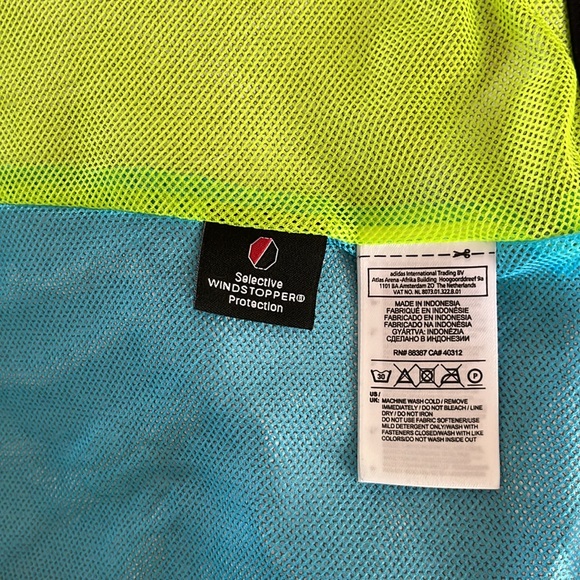 Selective
WINDSTOPPER®
Protection
adidas International Trading BV
Atlas Arena-Afrika Building Hoogoorddreef 9a
1101 BA Amsterdam ZO The Netherlands
VAT NO. NL 8073.01.322.B.01
MADE IN INDONESIA
FABRIQUÉ EN INDONÉSIE
FABRICADO EN INDONESIA
FABRICADO NA INDONÉSIA
GYÁRTVA: INDONÉZIA
СДЕЛАНО В ИНДОНЕЗИИ
RN# 88387 CA# 40312
30 P
US /
UK: MACHINE WASH COLD / REMOVE
IMMEDIATELY / DO NOT BLEACH / LINE
DRY / DO NOT IRON
DO NOT USE FABRIC SOFTENER/USE
MILD DETERGENT ONLY/WASH WITH
FASTENERS CLOSED/WASH WITH LIKE
COLORS/DO NOT WASH INSIDE OUT